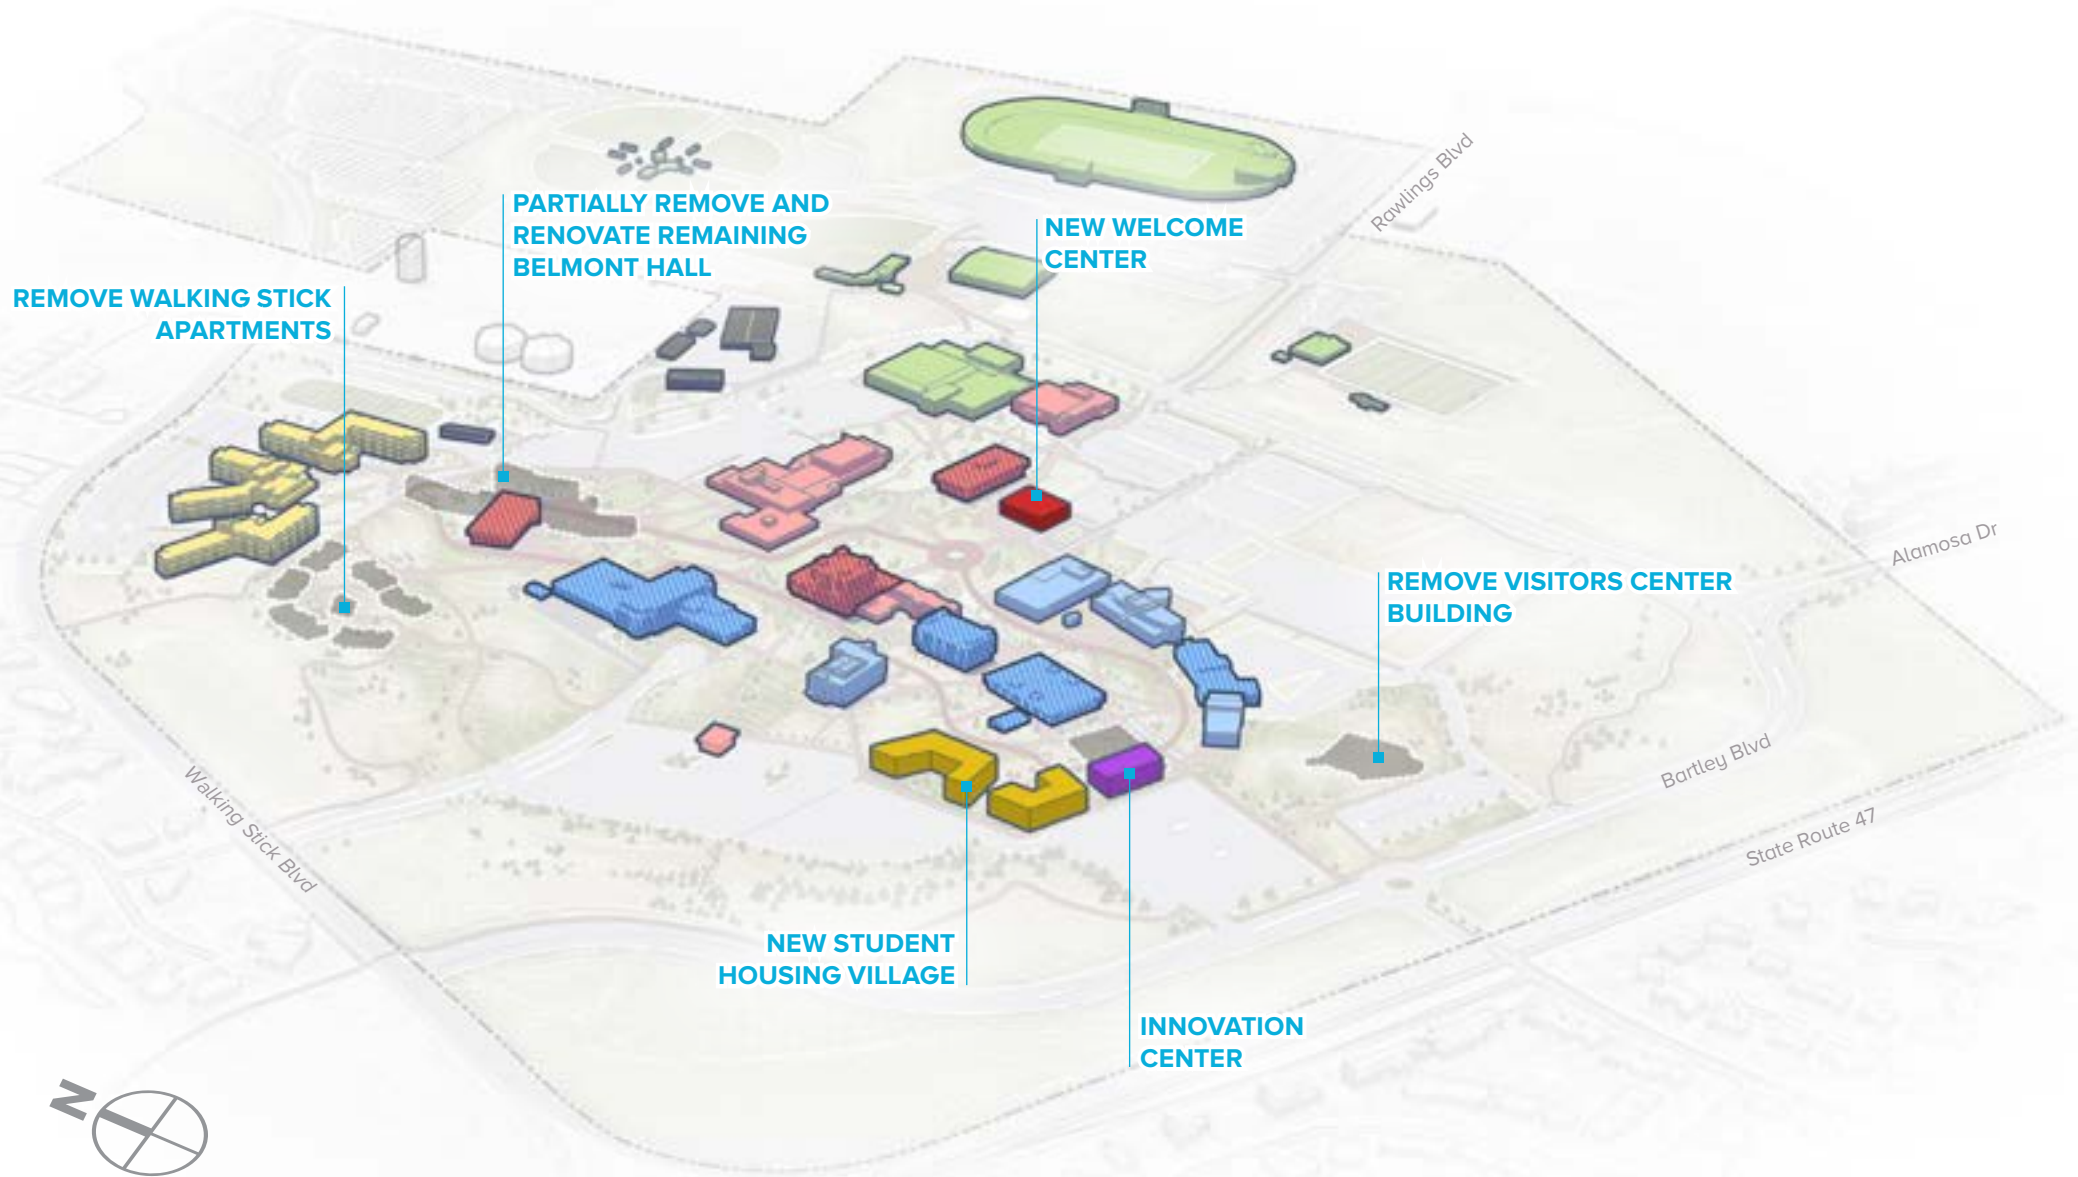 Rawlings Blvd
PARTIALLY REMOVE AND
RENOVATE REMAINING
BELMONT HALL
NEW WELCOME
CENTER
REMOVE WALKING STICK
APARTMENTS
Alamosa Dr
REMOVE VISITORS CENTER
BUILDING
Bartley Blvd
Walking Stick Blvd
State Route 47
NEW STUDENT
HOUSING VILLAGE
INNOVATION
CENTER
N